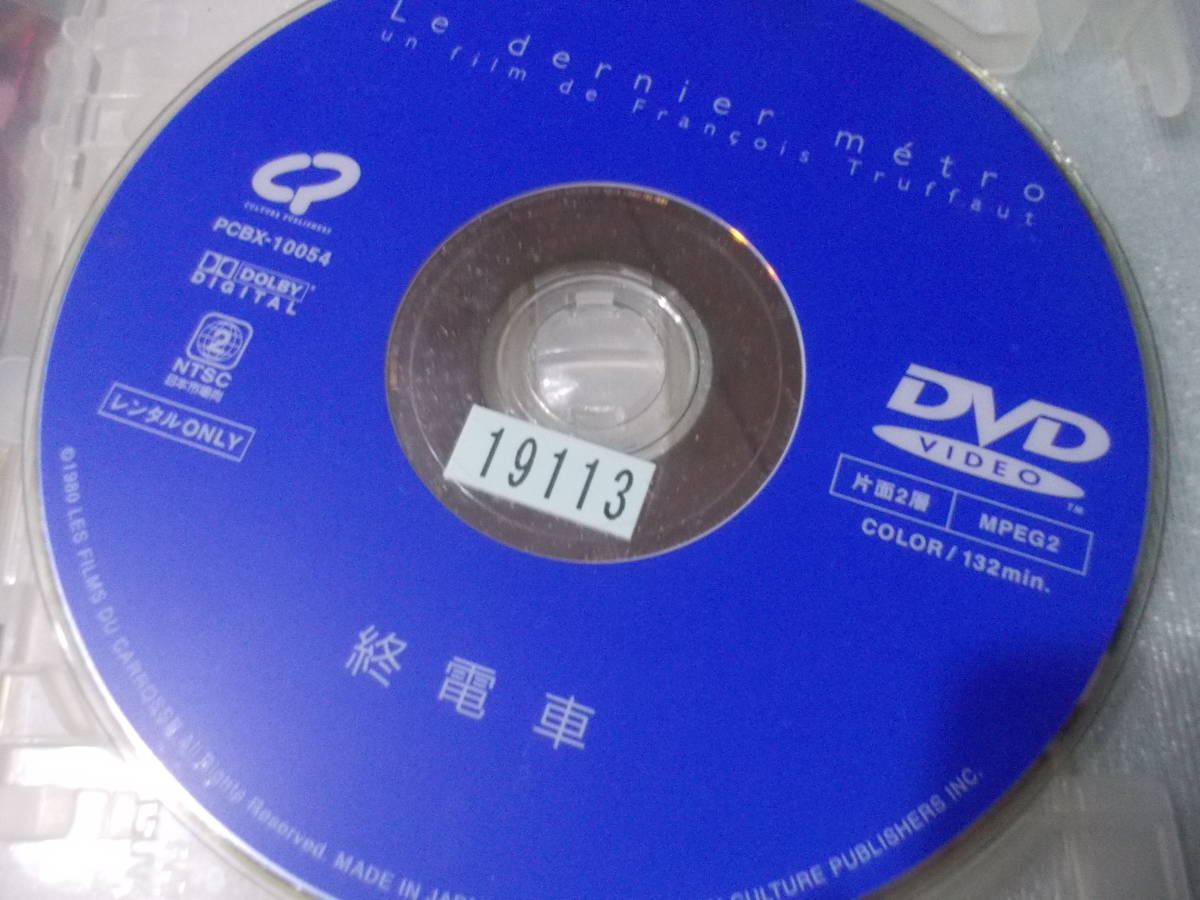 Le dernier métro
un film de François Truffaut
CULTURE PUBLISHERS
PCBX-10054
DOLBY
DIGITAL
2
NTSC
日本市場向
レンタルONLY
19113
DVD
VIDEO
TM
片面2層 MPEG2
COLOR/132min.
終電車
©1980 LES FILMS DU CARROSSE All Rights Reserved. MADE IN CULTURE PUBLISHERS INC.